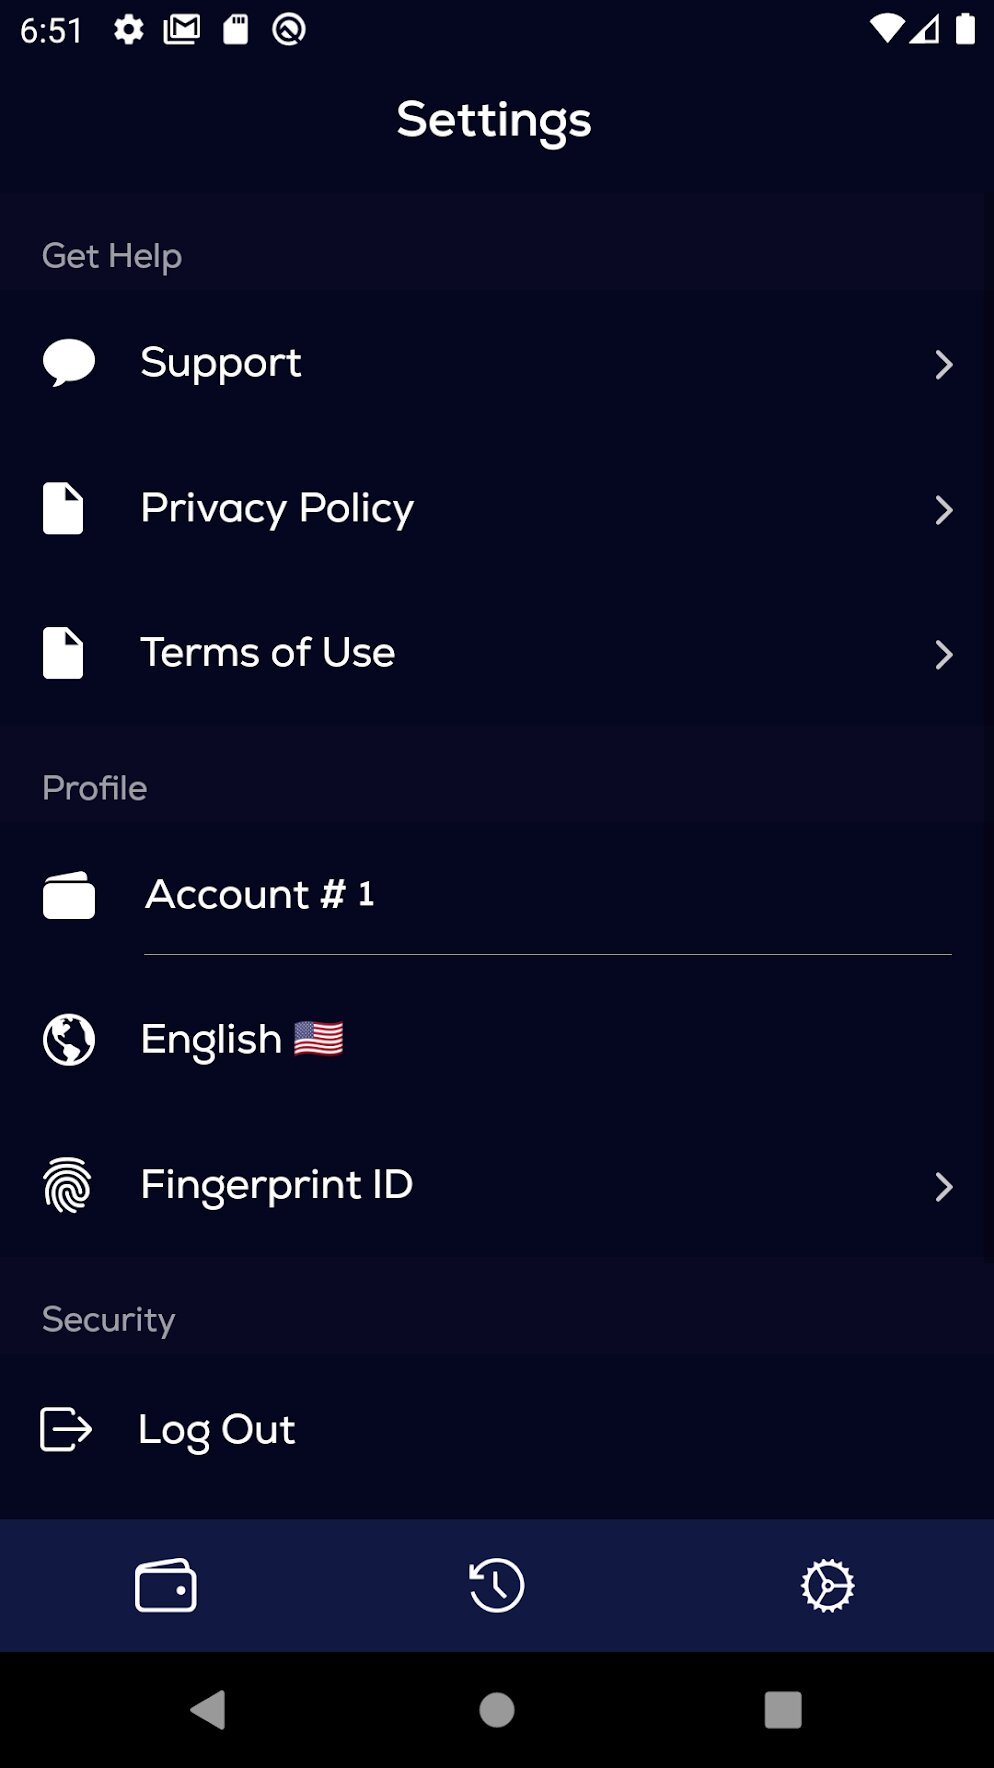 6:51
Settings
Get Help
Support
Privacy Policy
Terms of Use
Profile
Account # 1
English 🇺🇸
Fingerprint ID
Security
Log Out